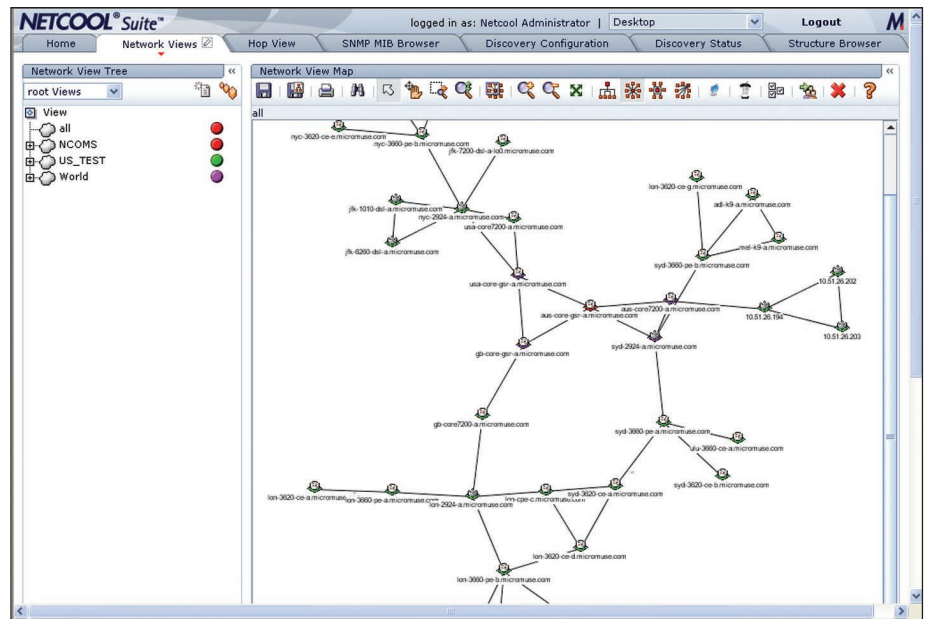 NETCOOL® Suite™
logged in as: Netcool Administrator | Desktop
Logout
M
Home
Network Views
Hop View
SNMP MIB Browser
Discovery Configuration
Discovery Status
Structure Browser
Network View Tree
root Views
View
all
NCOMS
US_TEST
World
Network View Map
all
nyc-3620-ce-e.micromuse.com
nyc-3660-pe-b.micromuse.com
jfk-7200-dsl-a-lo0.micromuse.com
lon-3620-ce-g.micromuse.com
adl-k9-a.micromuse.com
jfk-1010-dsl-a.micromuse.com
nyc-2924-a.micromuse.com
usa-core7200-a.micromuse.com
jfk-6260-dsl-a.micromuse.com
mel-k9-a.micromuse.com
syd-3660-pe-b.micromuse.com
usa-core-gsr-a.micromuse.com
10.51.26.202
aus-core-gsr-a.micromuse.com
aus-core7200-a.micromuse.com
10.51.26.194
10.51.26.203
gb-core-gsr-a.micromuse.com
syd-2924-a.micromuse.com
gb-core7200-a.micromuse.com
syd-3660-pe-a.micromuse.com
ulu-3660-ce-a.micromuse.com
syd-3620-ce-b.micromuse.com
lon-3620-ce-a.micromuse
lon-3660-pe-a.micromuse.com
lon-2924-a.micromuse.com
lon-cpe-c.micromuse.com
syd-3620-ce-a.micromuse.com
lon-3620-ce-d.micromuse.com
lon-3660-pe-b.micromuse.com